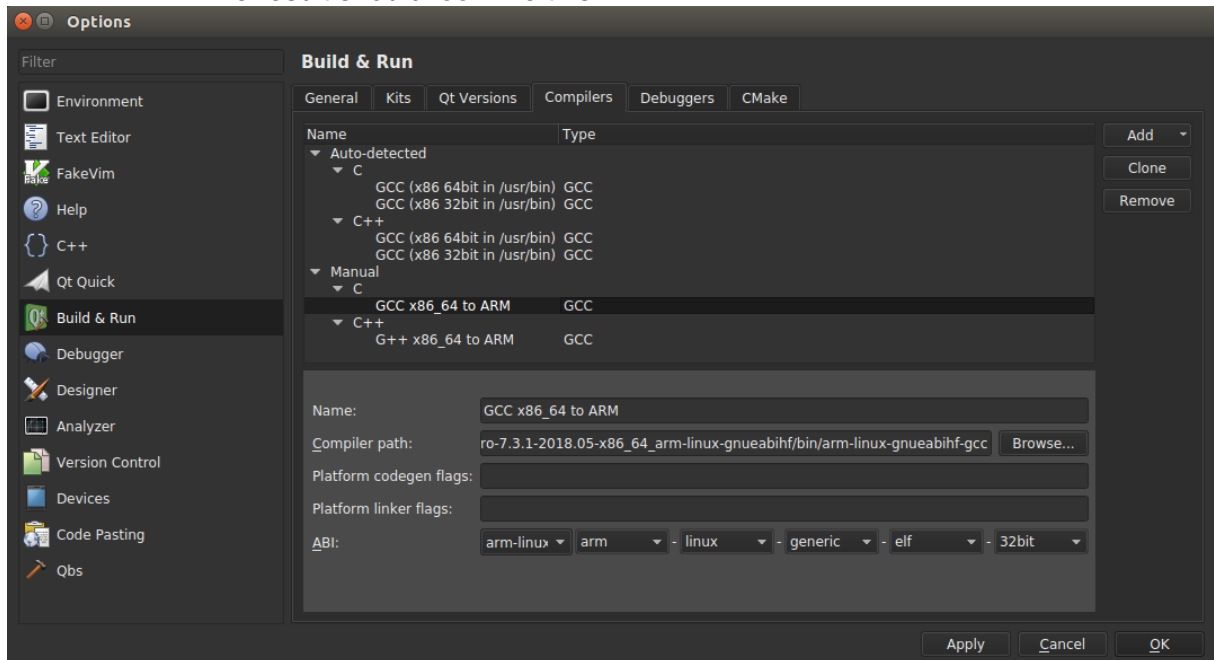 Options
Filter
Build & Run
Environment
Text Editor
FakeVim
Help
C++
Qt Quick
Build & Run
Debugger
Designer
Analyzer
Version Control
Devices
Code Pasting
Qbs
General Kits Qt Versions Compilers Debuggers CMake
Name Type
Auto-detected
C
GCC (x86 64bit in /usr/bin) GCC
GCC (x86 32bit in /usr/bin) GCC
C++
GCC (x86 64bit in /usr/bin) GCC
GCC (x86 32bit in /usr/bin) GCC
Manual
C
GCC x86_64 to ARM GCC
C++
G++ x86_64 to ARM GCC
Add
Clone
Remove
Name: GCC x86_64 to ARM
Compiler path: ro-7.3.1-2018.05-x86_64_arm-linux-gnueabihf/bin/arm-linux-gnueabihf-gcc Browse...
Platform codegen flags:
Platform linker flags:
ABI: arm-linux arm - linux - generic - elf - 32bit
Apply Cancel OK